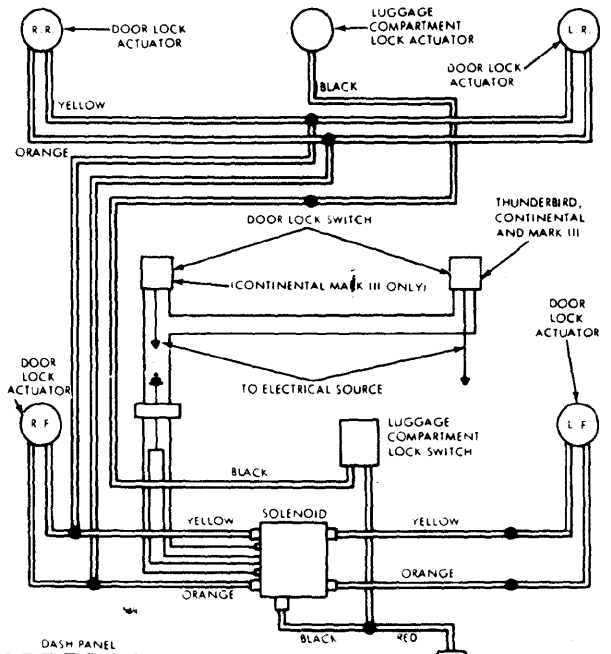 R.R.
DOOR LOCK
ACTUATOR
LUGGAGE
COMPARTMENT
LOCK ACTUATOR
L.R.
DOOR LOCK
ACTUATOR
BLACK
YELLOW
ORANGE
DOOR LOCK SWITCH
THUNDERBIRD,
CONTINENTAL
AND MARK III
(CONTINENTAL MARK III ONLY)
DOOR
LOCK
ACTUATOR
DOOR
LOCK
ACTUATOR
TO ELECTRICAL SOURCE
R.F
L.F
LUGGAGE
COMPARTMENT
LOCK SWITCH
BLACK
SOLENOID
YELLOW
YELLOW
ORANGE
ORANGE
BLACK
RED
DASH PANEL